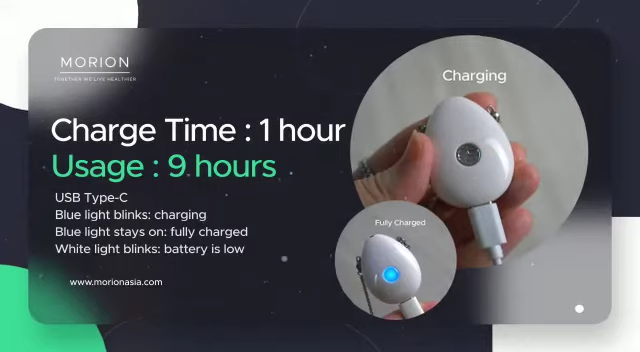 MORION
TOGETHER WE LIVE HEALTHIER
Charging
Charge Time : 1 hour
Usage : 9 hours
USB Type-C
Blue light blinks: charging
Blue light stays on: fully charged
White light blinks: battery is low
Fully Charged
www.morionasia.com